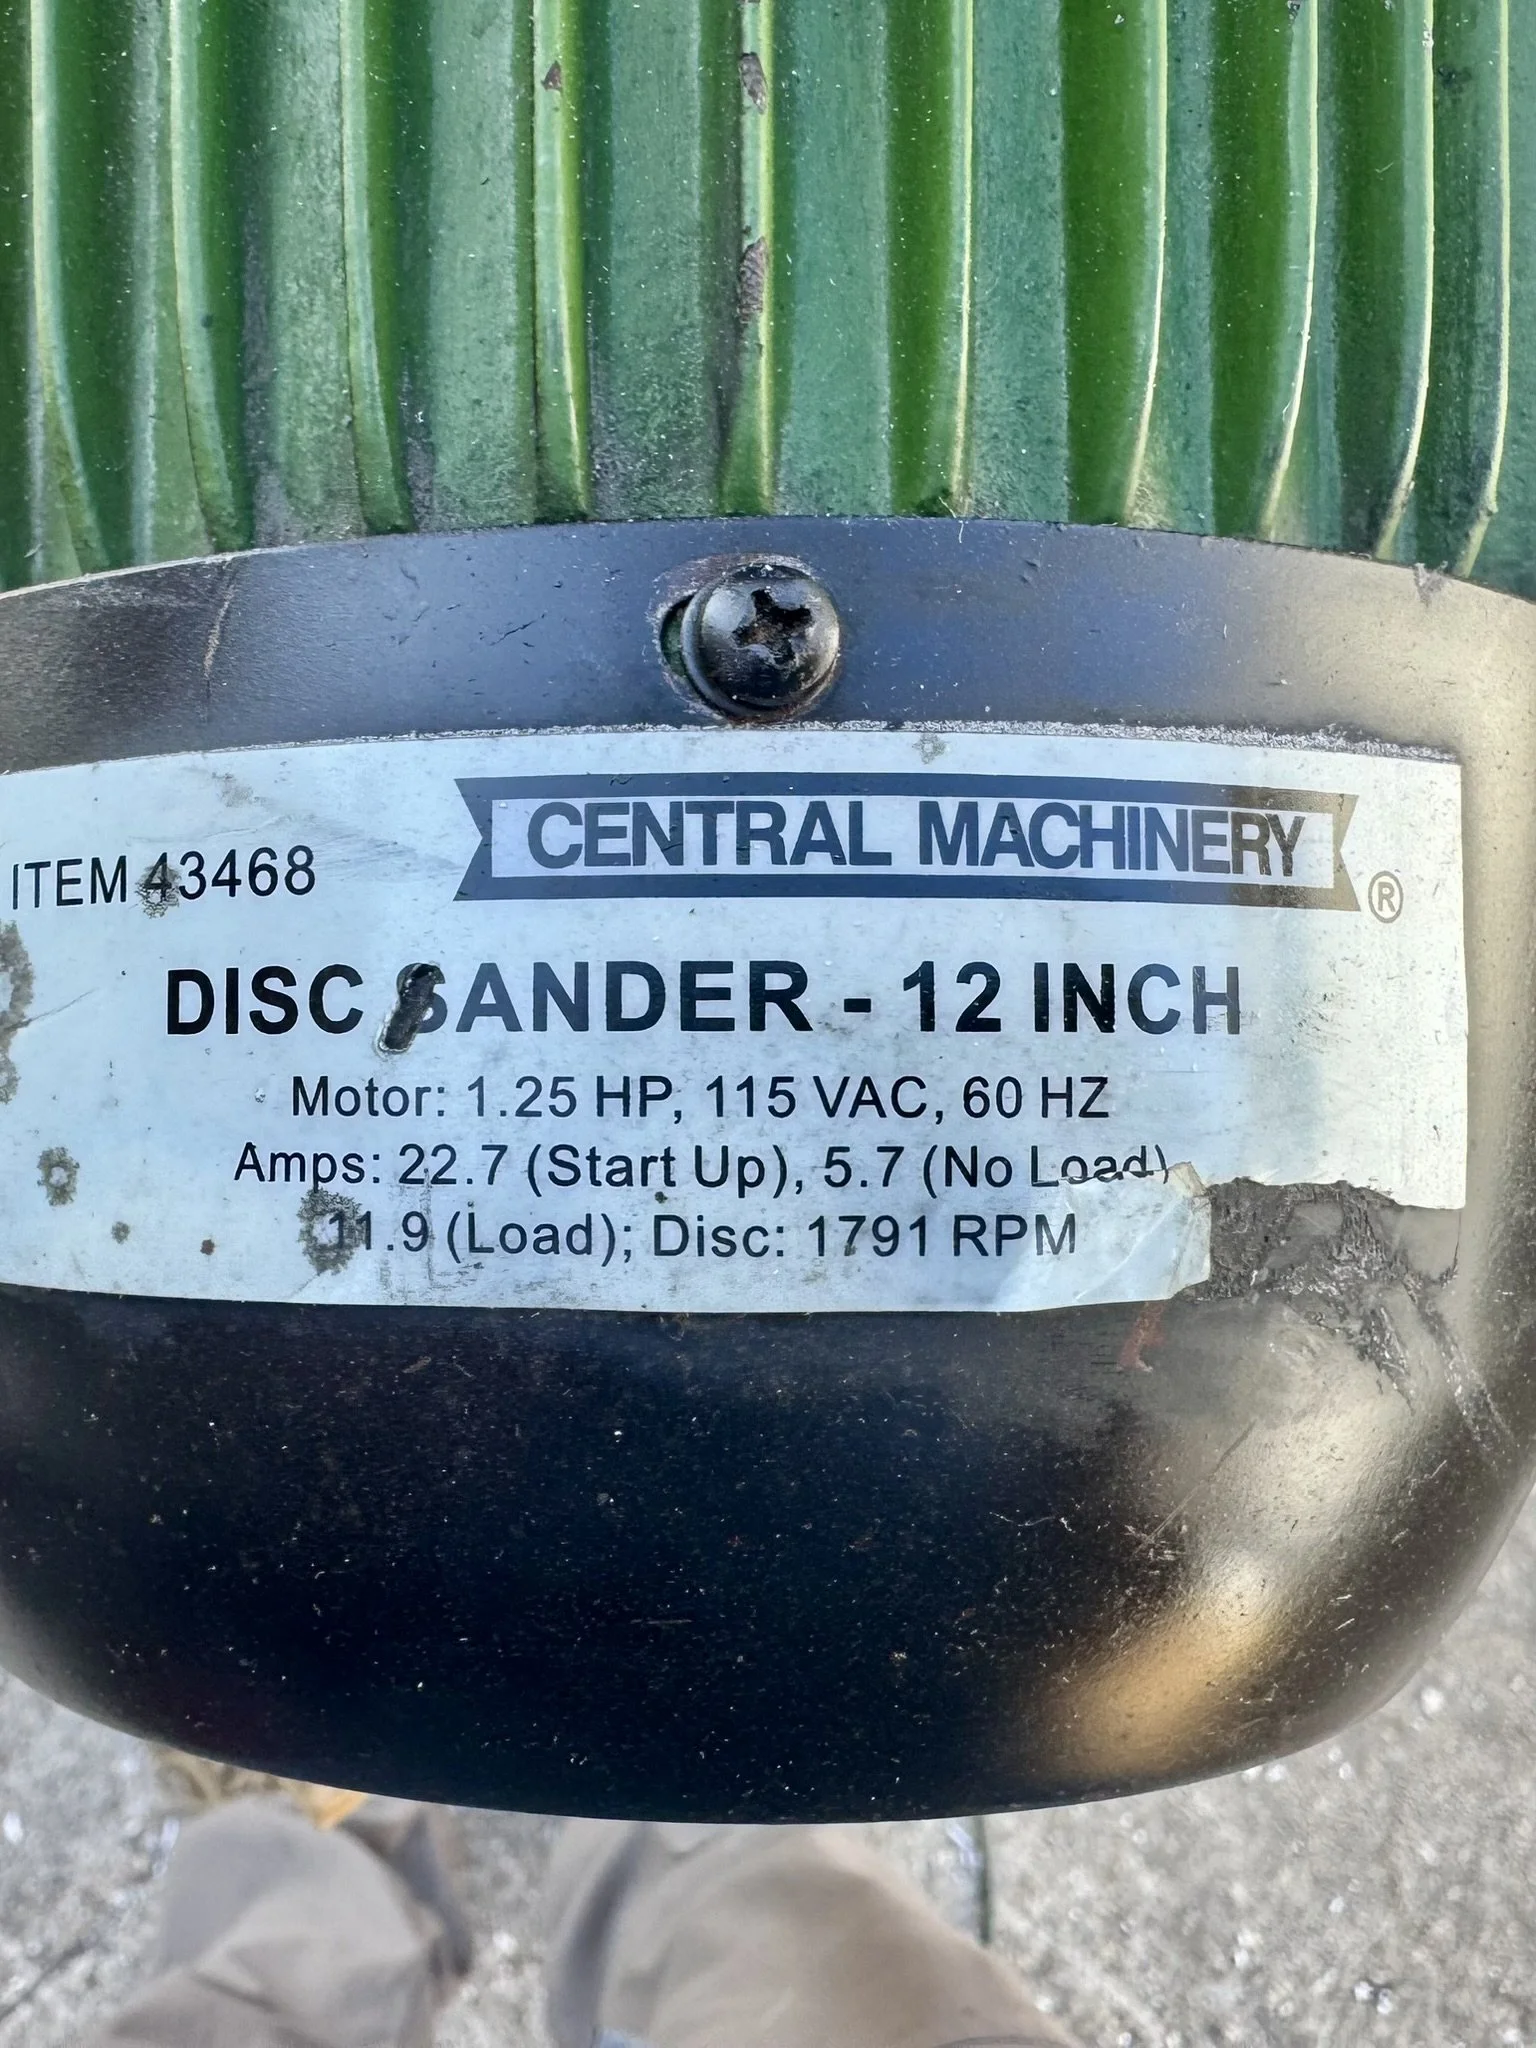 CENTRAL MACHINERY ®
ITEM 43468
DISC SANDER - 12 INCH
Motor: 1.25 HP, 115 VAC, 60 HZ
Amps: 22.7 (Start Up), 5.7 (No Load)
11.9 (Load); Disc: 1791 RPM